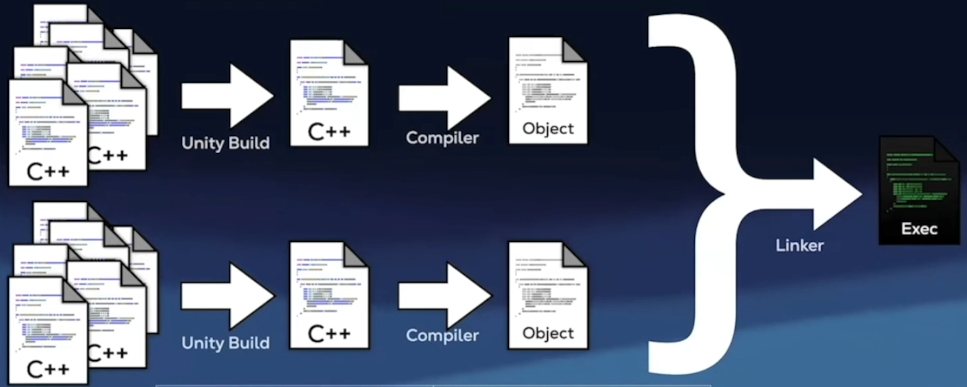 C++
C++
Unity Build
C++
Compiler
Object
C++
C++
Unity Build
C++
Compiler
Object
Linker
Exec